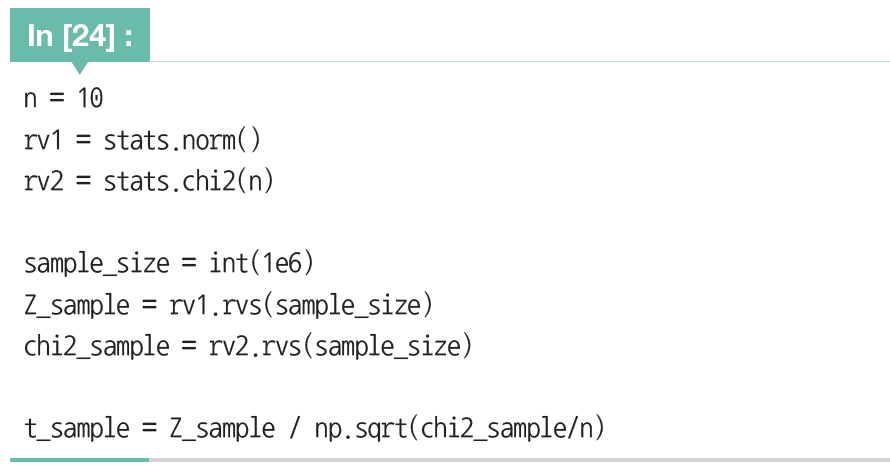 In [24] :
n = 10
rv1 = stats.norm()
rv2 = stats.chi2(n)
sample_size = int(1e6)
Z_sample = rv1.rvs(sample_size)
chi2_sample = rv2.rvs(sample_size)
t_sample = Z_sample / np.sqrt(chi2_sample/n)